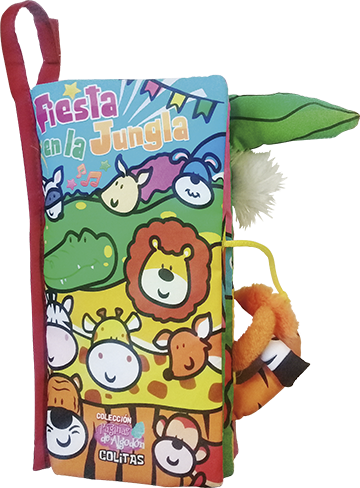 Fiesta
en la Jungla
COLECCIÓN
Páginas
de Algodón
COLITAS